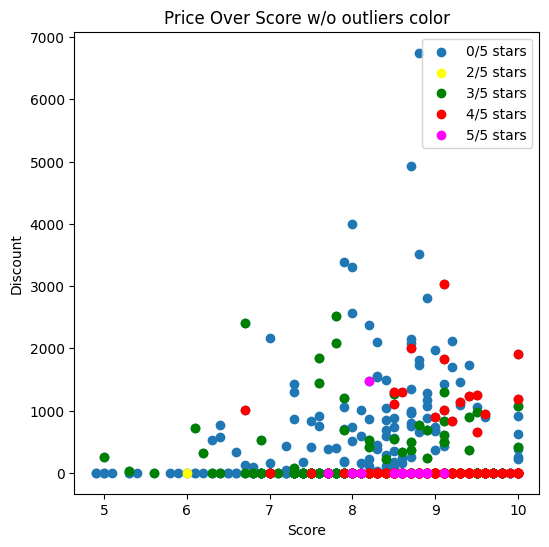 Price Over Score w/o outliers color
7000
6000
5000
4000
3000
2000
1000
0
Discount
0/5 stars
2/5 stars
3/5 stars
4/5 stars
5/5 stars
5 6 7 8 9 10
Score